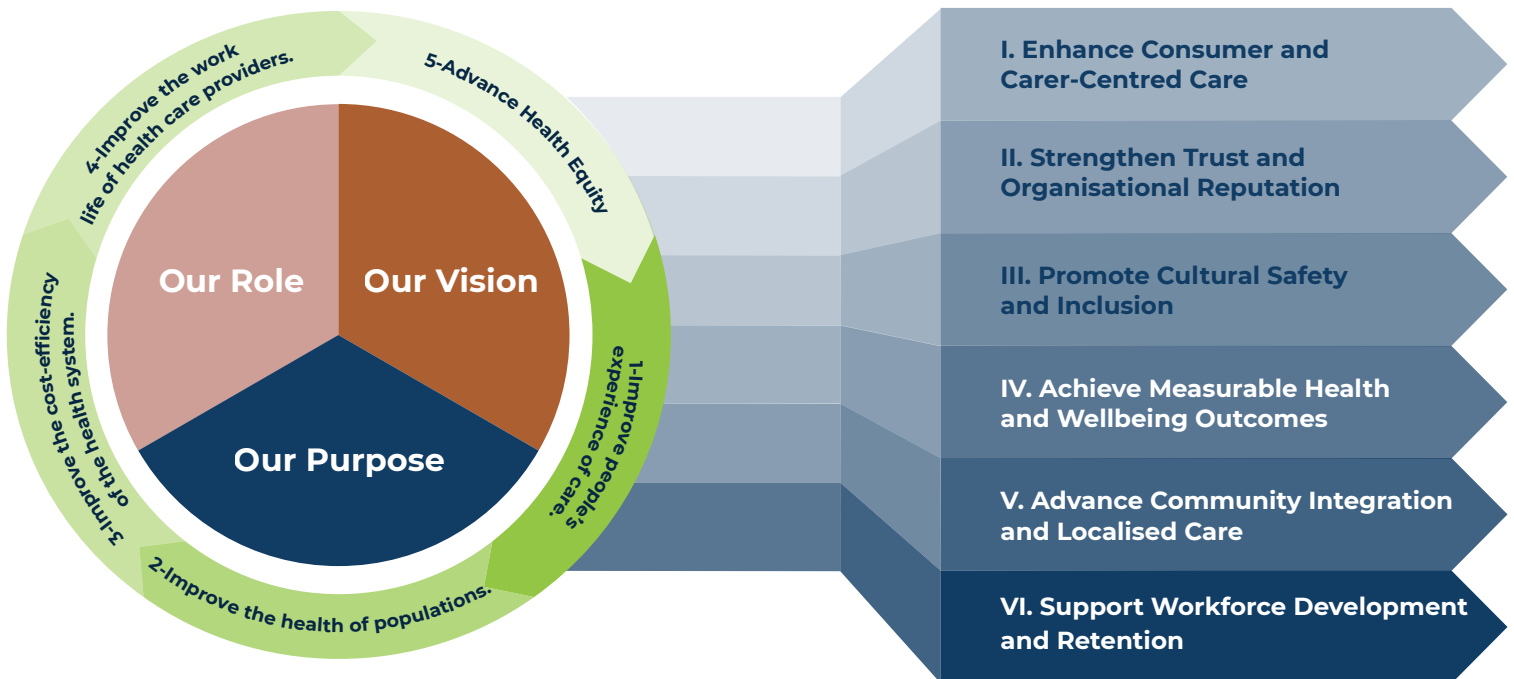 4-Improve the work
life of health care providers.
5-Advance Health Equity
Our Role
Our Vision
Our Purpose
3-Improve the cost-efficiency
of the health system.
1-Improve people's
experience of care.
2-Improve the health of populations.
I. Enhance Consumer and
Carer-Centred Care
II. Strengthen Trust and
Organisational Reputation
III. Promote Cultural Safety
and Inclusion
IV. Achieve Measurable Health
and Wellbeing Outcomes
V. Advance Community Integration
and Localised Care
VI. Support Workforce Development
and Retention